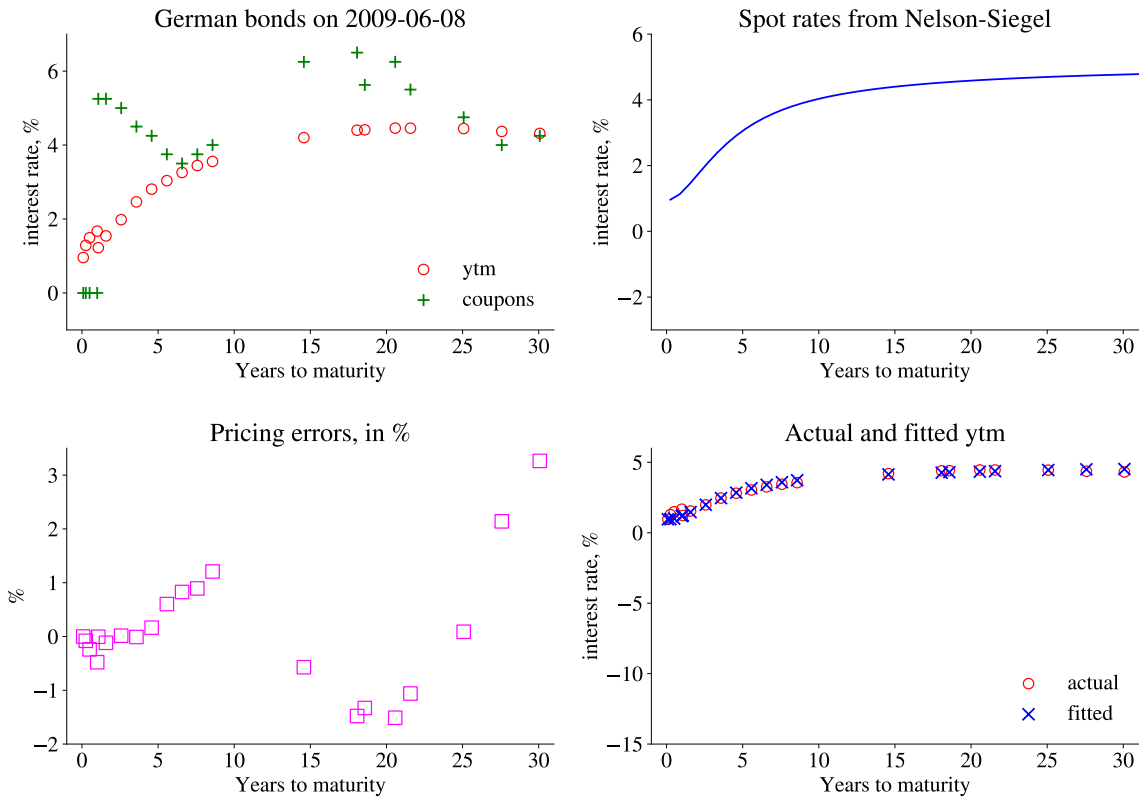 German bonds on 2009-06-08
interest rate, %
6
4
2
0
ytm
coupons
0 5 10 15 20 25 30
Years to maturity
Spot rates from Nelson-Siegel
interest rate, %
6
4
2
0
−2
0 5 10 15 20 25 30
Years to maturity
Pricing errors, in %
%
3
2
1
0
−1
−2
0 5 10 15 20 25 30
Years to maturity
Actual and fitted ytm
interest rate, %
5
0
−5
−10
−15
actual
fitted
0 5 10 15 20 25 30
Years to maturity